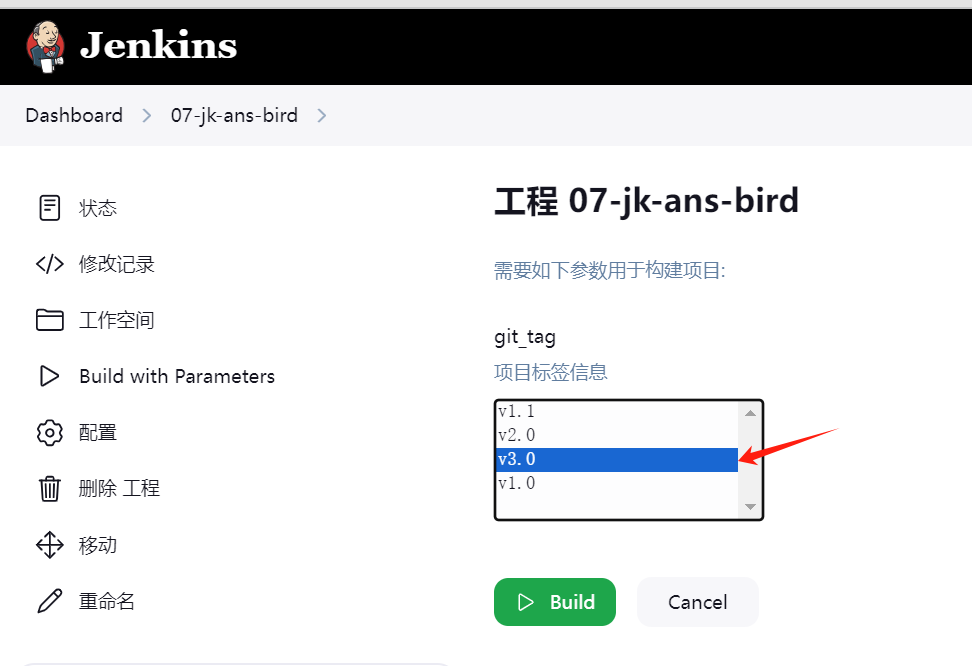 Jenkins
Dashboard > 07-jk-ans-bird >
状态
修改记录
工作空间
Build with Parameters
配置
删除 工程
移动
重命名
工程 07-jk-ans-bird
需要如下参数用于构建项目:
git_tag
项目标签信息
v1.1
v2.0
v3.0
v1.0
Build
Cancel